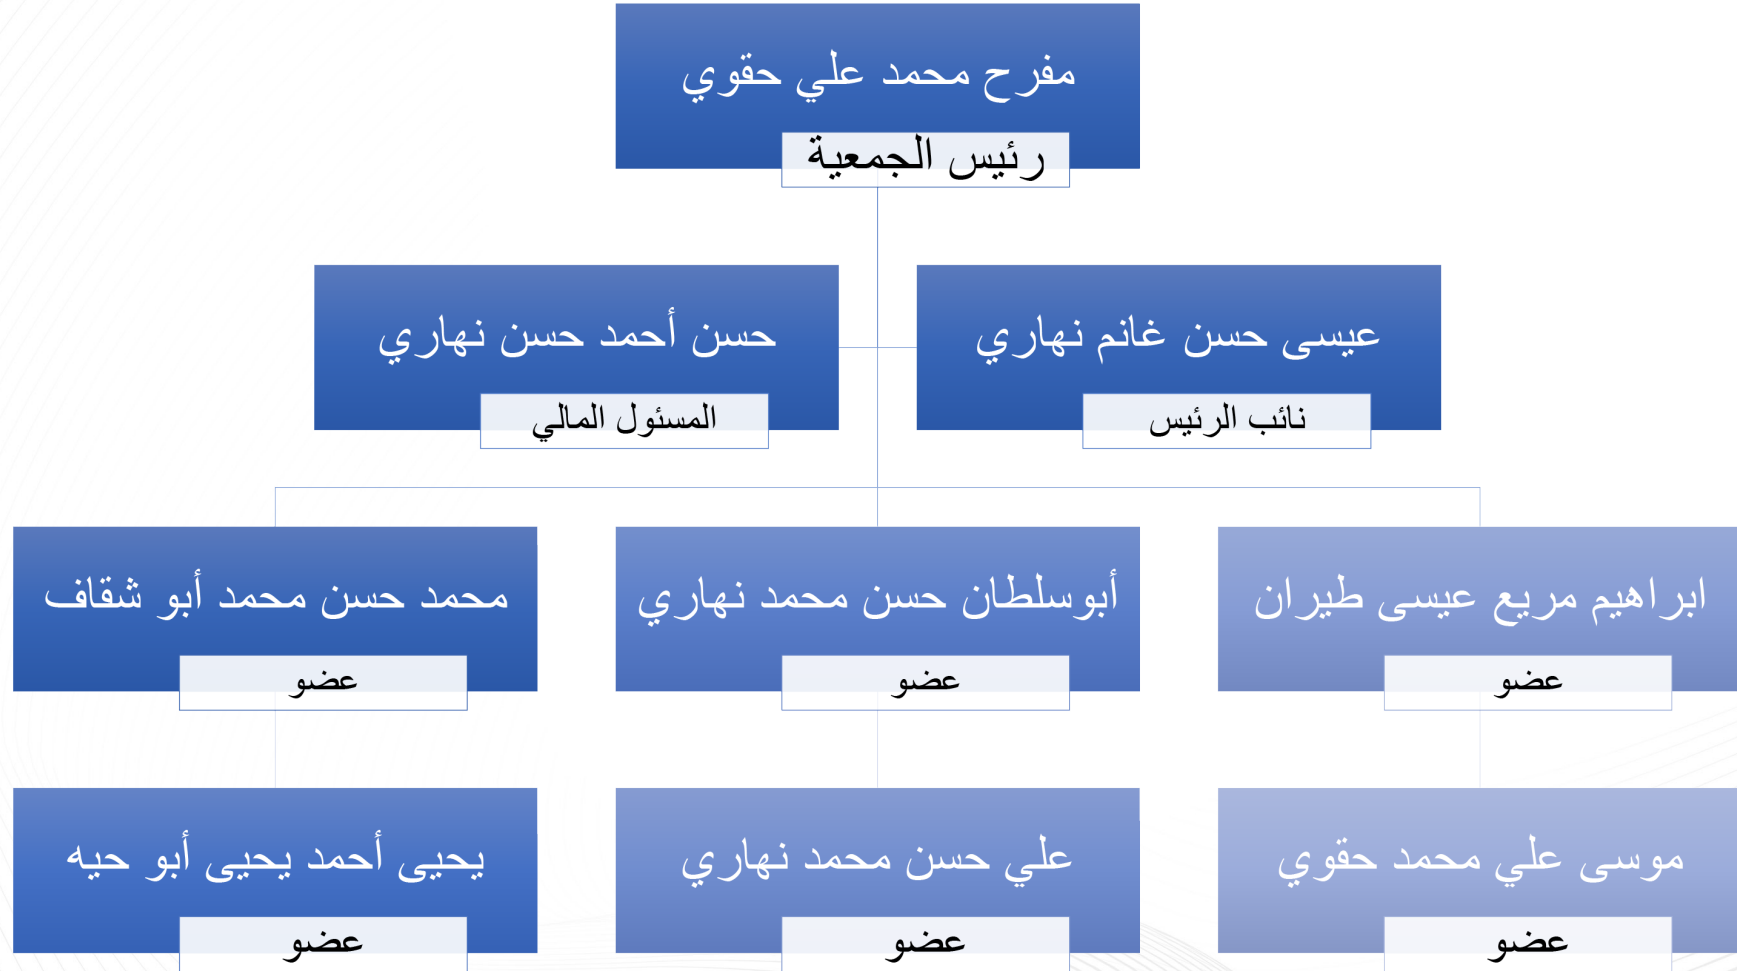 مفرح محمد علي حقوي
رئيس الجمعية
عيسى حسن غانم نهاري
نائب الرئيس
حسن أحمد حسن نهاري
المسئول المالي
ابراهيم مريع عيسى طيران
عضو
أبوسلطان حسن محمد نهاري
عضو
محمد حسن محمد أبو شقاف
عضو
موسى علي محمد حقوي
عضو
علي حسن محمد نهاري
عضو
يحيى أحمد يحيى أبو حيه
عضو